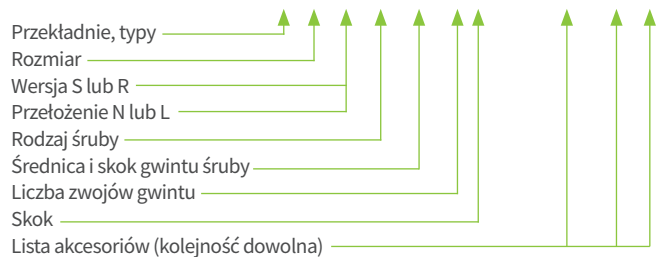 Przekładnie, typy
Rozmiar
Wersja S lub R
Przełożenie N lub L
Rodzaj śruby
Średnica i skok gwintu śruby
Liczba zwojów gwintu
Skok
Lista akcesoriów (kolejność dowolna)